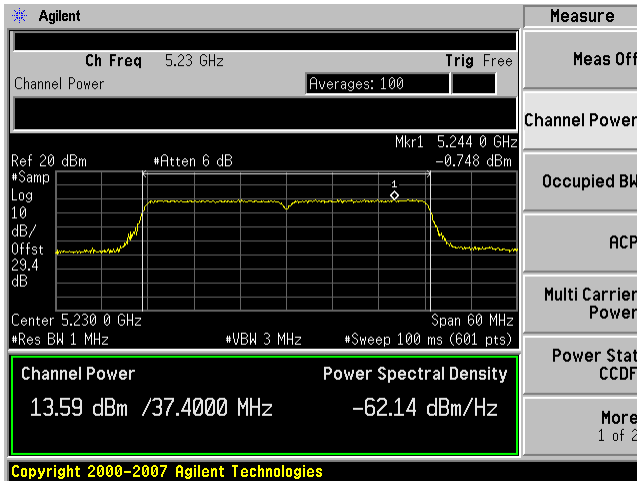 Agilent
Ch Freq 5.23 GHz Trig Free
Channel Power Averages: 100
Mkr1 5.244 0 GHz
Ref 20 dBm #Atten 6 dB -0.748 dBm
#Samp
Log
10
dB/
Offst
29.4
dB
1
Center 5.230 0 GHz Span 60 MHz
#Res BW 1 MHz #VBW 3 MHz #Sweep 100 ms (601 pts)
Channel Power Power Spectral Density
13.59 dBm /37.4000 MHz -62.14 dBm/Hz
Copyright 2000-2007 Agilent Technologies
Measure
Meas Off
Channel Power
Occupied BW
ACP
Multi Carrier
Power
Power Stat
CCDF
More
1 of 2